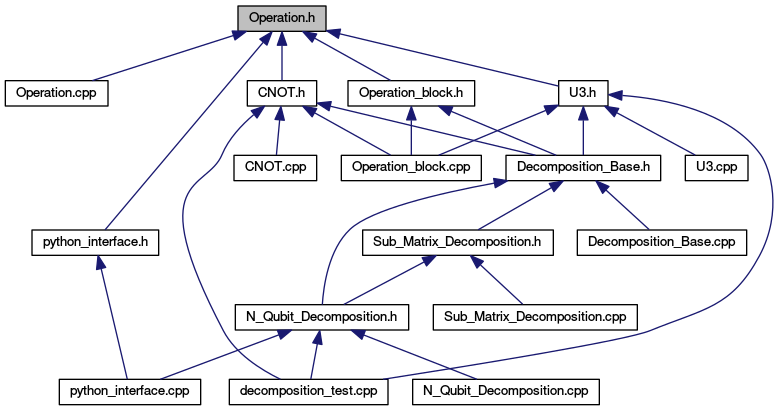 Operation.h
Operation.cpp
CNOT.h
Operation_block.h
U3.h
CNOT.cpp
Operation_block.cpp
Decomposition_Base.h
U3.cpp
python_interface.h
Sub_Matrix_Decomposition.h
Decomposition_Base.cpp
N_Qubit_Decomposition.h
Sub_Matrix_Decomposition.cpp
python_interface.cpp
decomposition_test.cpp
N_Qubit_Decomposition.cpp